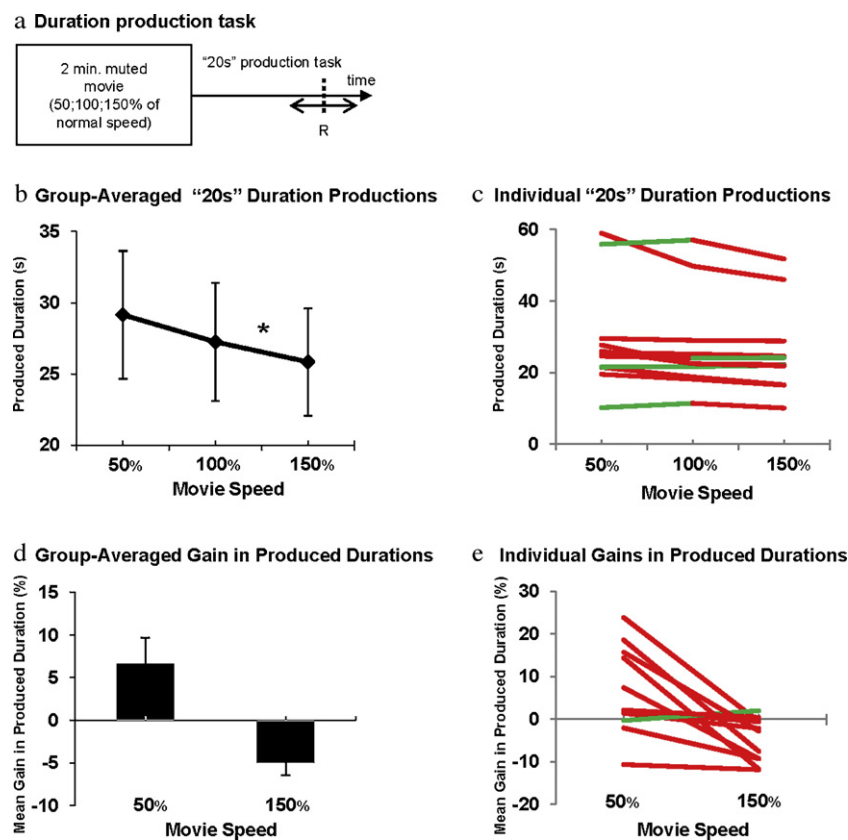 a Duration production task
2 min. muted
movie
(50;100;150% of
normal speed)
"20s" production task
time
R
b Group-Averaged "20s" Duration Productions
Produced Duration (s)
35
30
25
20
50%
100%
150%
Movie Speed
c Individual "20s" Duration Productions
Produced Duration (s)
60
40
20
0
50%
100%
150%
Movie Speed
*
d Group-Averaged Gain in Produced Durations
Mean Gain in Produced Duration (%)
15
10
5
0
-5
-10
50%
150%
Movie Speed
e Individual Gains in Produced Durations
Mean Gain in Produced Duration (%)
30
20
10
0
-10
-20
50%
150%
Movie Speed